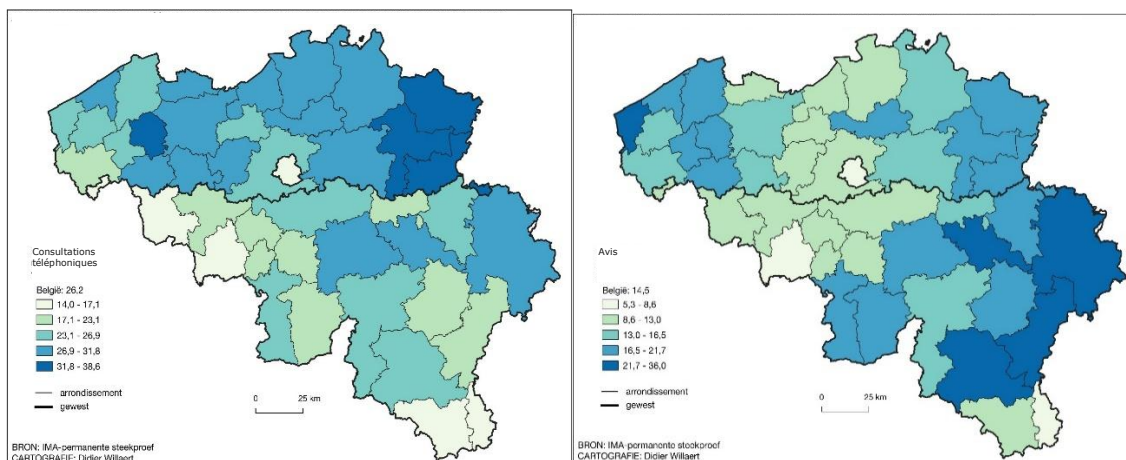 Consultations
téléphoniques
België: 26,2
14,0 - 17,1
17,1 - 23,1
23,1 - 26,9
26,9 - 31,8
31,8 - 38,6
arrondissement
gewest
0 25 km
BRON: IMA-permanente steekproef
CARTOGRAFIE: Didier Willaert
Avis
België: 14,5
5,3 - 8,6
8,6 - 13,0
13,0 - 16,5
16,5 - 21,7
21,7 - 36,0
arrondissement
gewest
0 25 km
BRON: IMA-permanente steekproef
CARTOGRAFIE: Didier Willaert